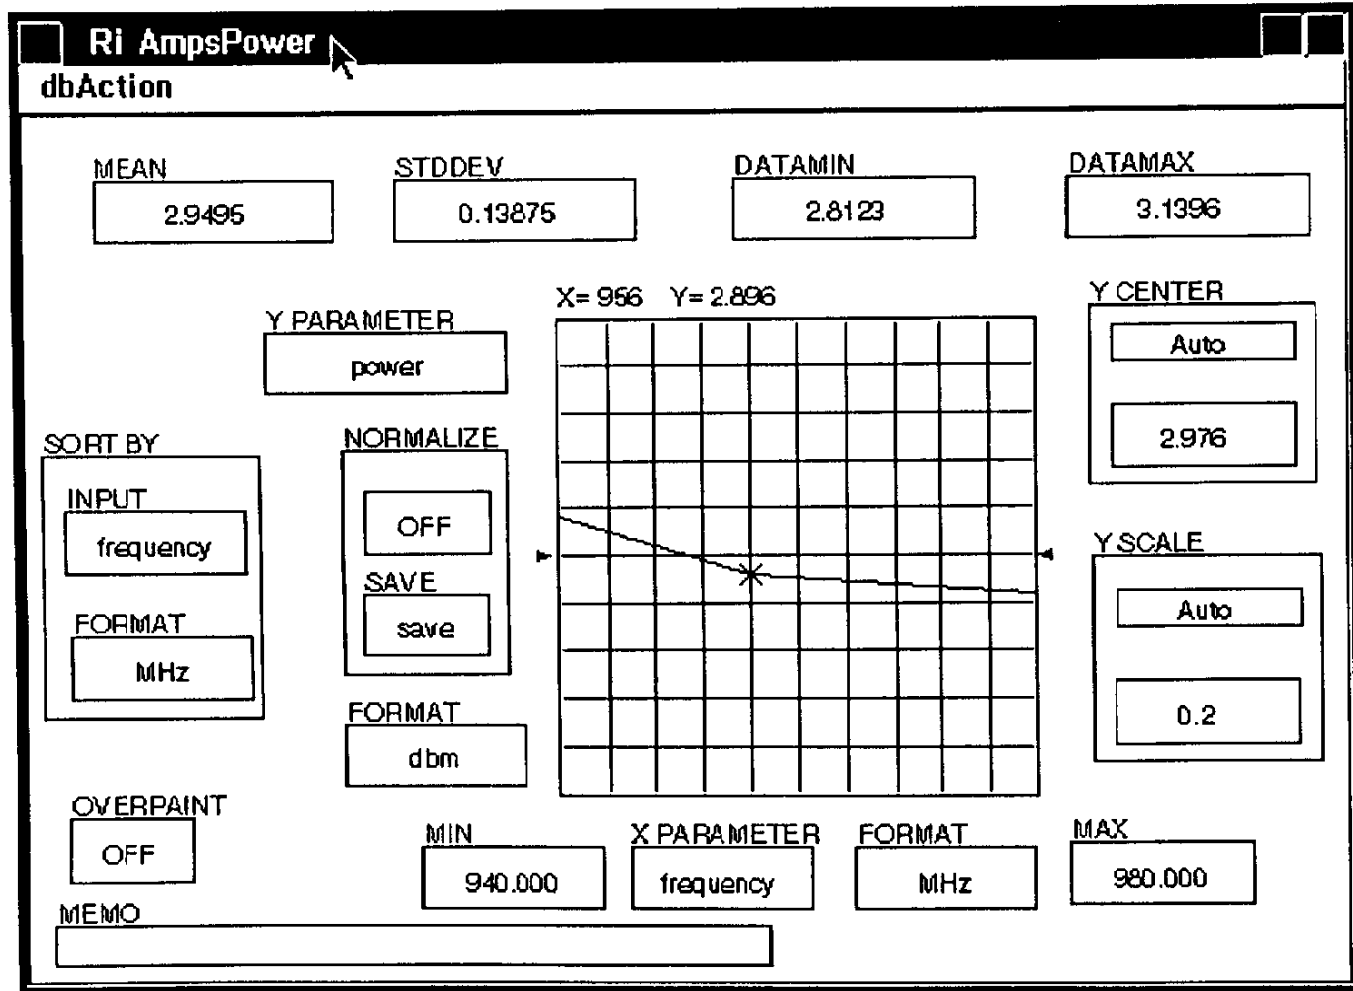 Ri AmpsPower
dbAction
MEAN
2.9495
STDDEV
0.13875
DATAMIN
2.8123
DATAMAX
3.1396
X= 956 Y= 2.896
Y CENTER
Auto
2.976
Y PARAMETER
power
SORT BY
INPUT
frequency
FORMAT
MHz
NORMALIZE
OFF
SAVE
save
FORMAT
dbm
Y SCALE
Auto
0.2
OVERPAINT
OFF
MIN
940.000
X PARAMETER
frequency
FORMAT
MHz
MAX
980.000
MEMO